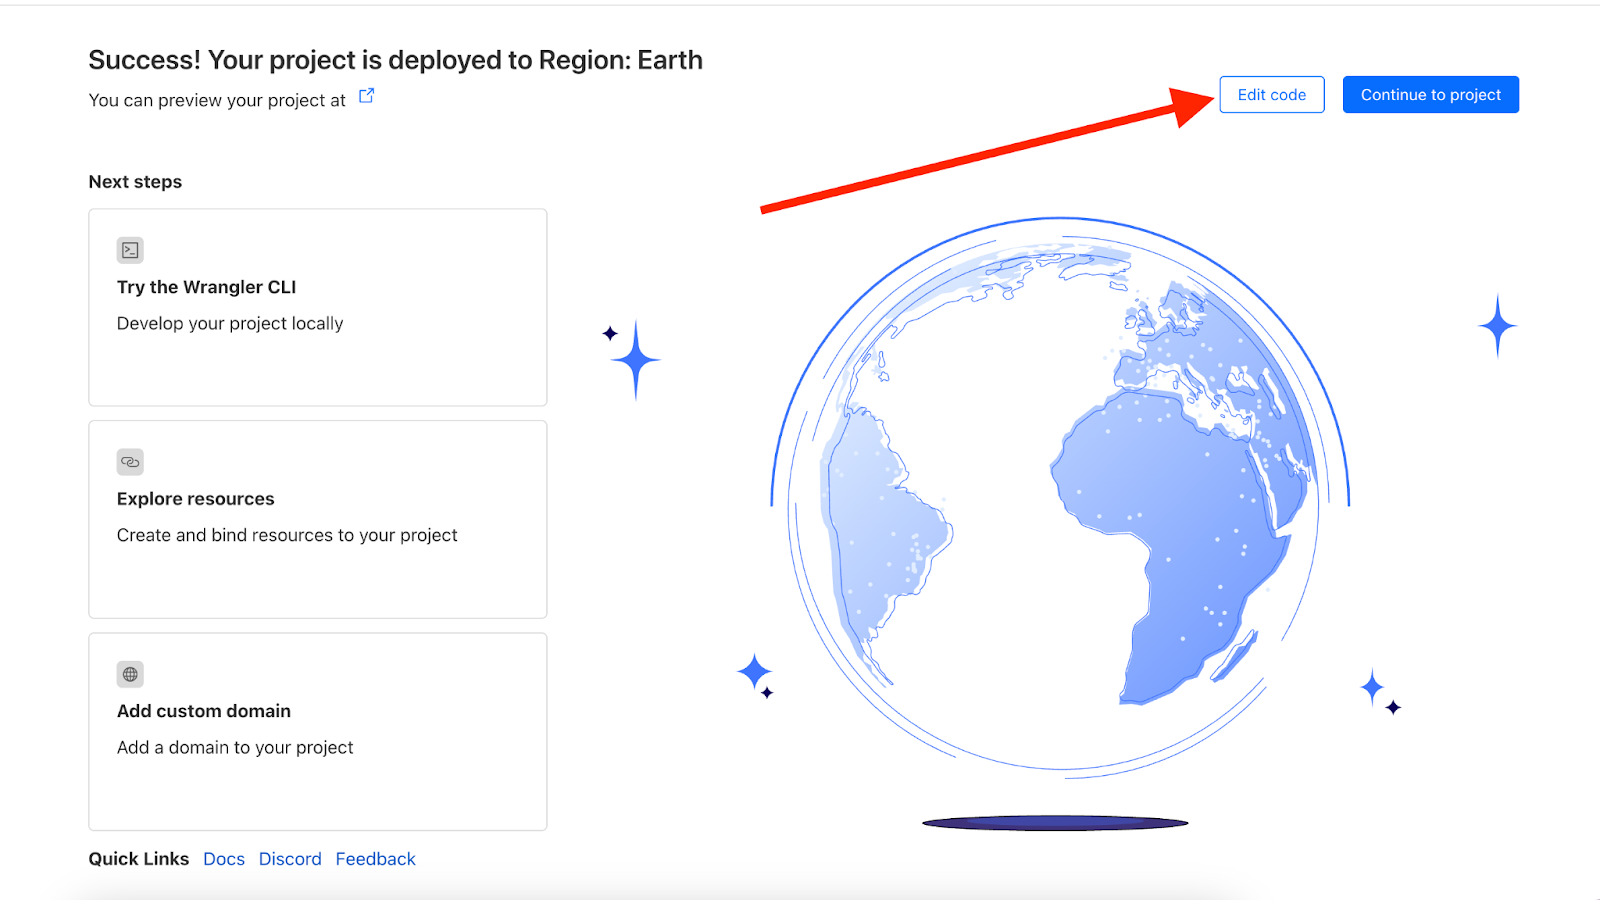 Success! Your project is deployed to Region: Earth
You can preview your project at
Edit code
Continue to project
Next steps
Try the Wrangler CLI
Develop your project locally
Explore resources
Create and bind resources to your project
Add custom domain
Add a domain to your project
Quick Links Docs Discord Feedback